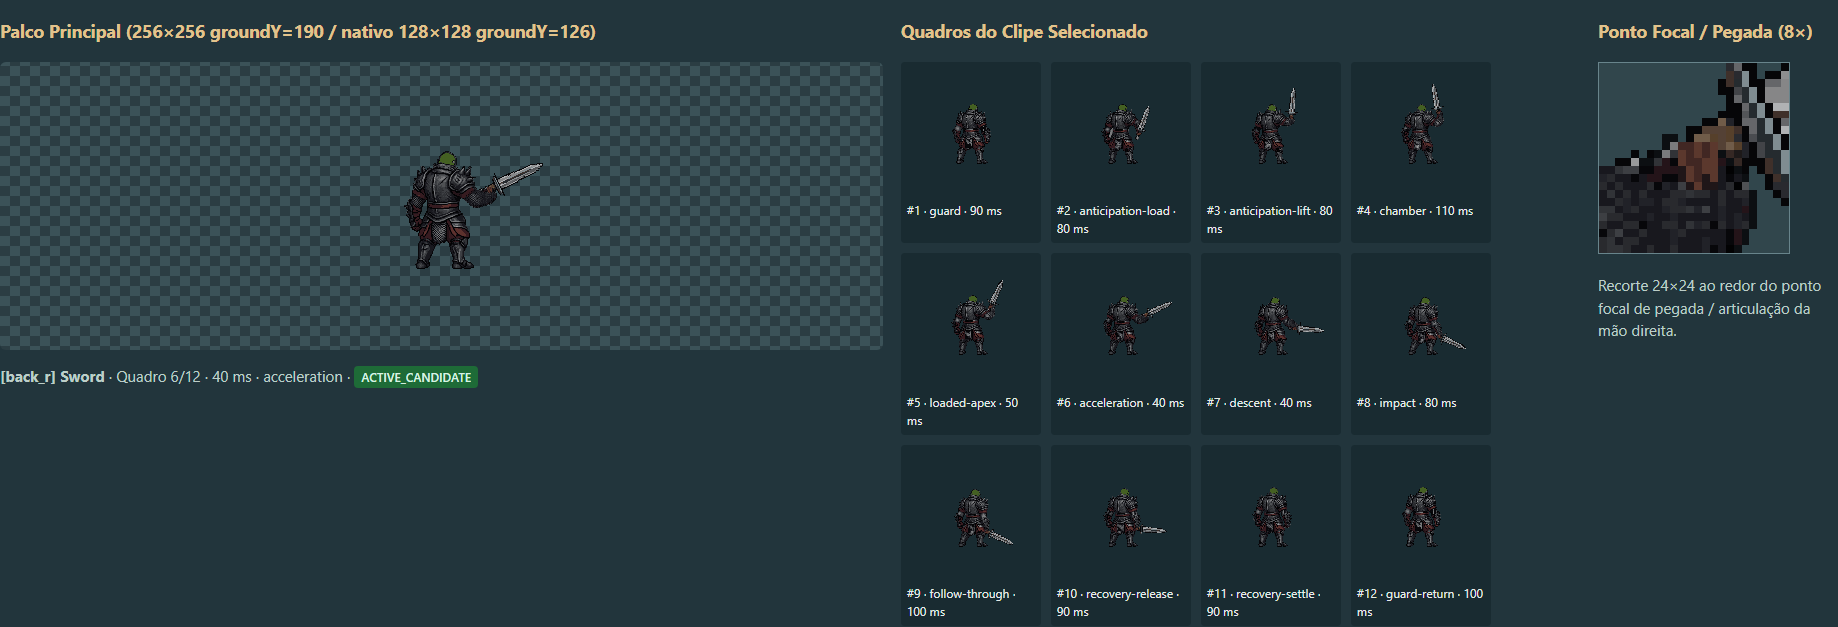 Palco Principal (256×256 groundY=190 / nativo 128×128 groundY=126)
[back_r] Sword · Quadro 6/12 · 40 ms · acceleration · ACTIVE_CANDIDATE
Quadros do Clipe Selecionado
#1 · guard · 90 ms
#2 · anticipation-load ·
80 ms
#3 · anticipation-lift · 80
ms
#4 · chamber · 110 ms
#5 · loaded-apex · 50
ms
#6 · acceleration · 40 ms
#7 · descent · 40 ms
#8 · impact · 80 ms
#9 · follow-through ·
100 ms
#10 · recovery-release ·
90 ms
#11 · recovery-settle ·
90 ms
#12 · guard-return · 100
ms
Ponto Focal / Pegada (8×)
Recorte 24×24 ao redor do ponto
focal de pegada / articulação da
mão direita.